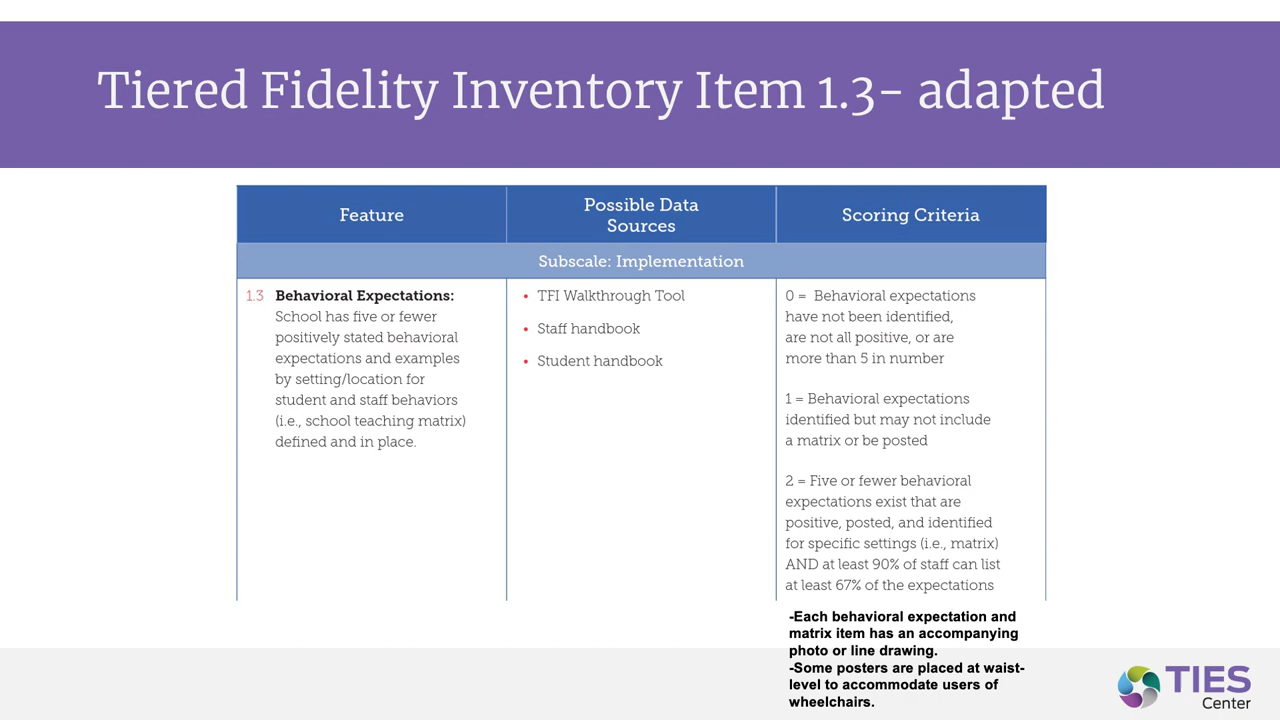 Tiered Fidelity Inventory Item 1.3- adapted
Feature
Possible Data
Sources
Scoring Criteria
Subscale: Implementation
1.3 Behavioral Expectations:
School has five or fewer
positively stated behavioral
expectations and examples
by setting/location for
student and staff behaviors
(i.e., school teaching matrix)
defined and in place.
• TFI Walkthrough Tool
• Staff handbook
• Student handbook
0 = Behavioral expectations
have not been identified,
are not all positive, or are
more than 5 in number
1 = Behavioral expectations
identified but may not include
a matrix or be posted
2 = Five or fewer behavioral
expectations exist that are
positive, posted, and identified
for specific settings (i.e., matrix)
AND at least 90% of staff can list
at least 67% of the expectations
-Each behavioral expectation and
matrix item has an accompanying
photo or line drawing.
-Some posters are placed at waist-
level to accommodate users of
wheelchairs.
TIES
Center